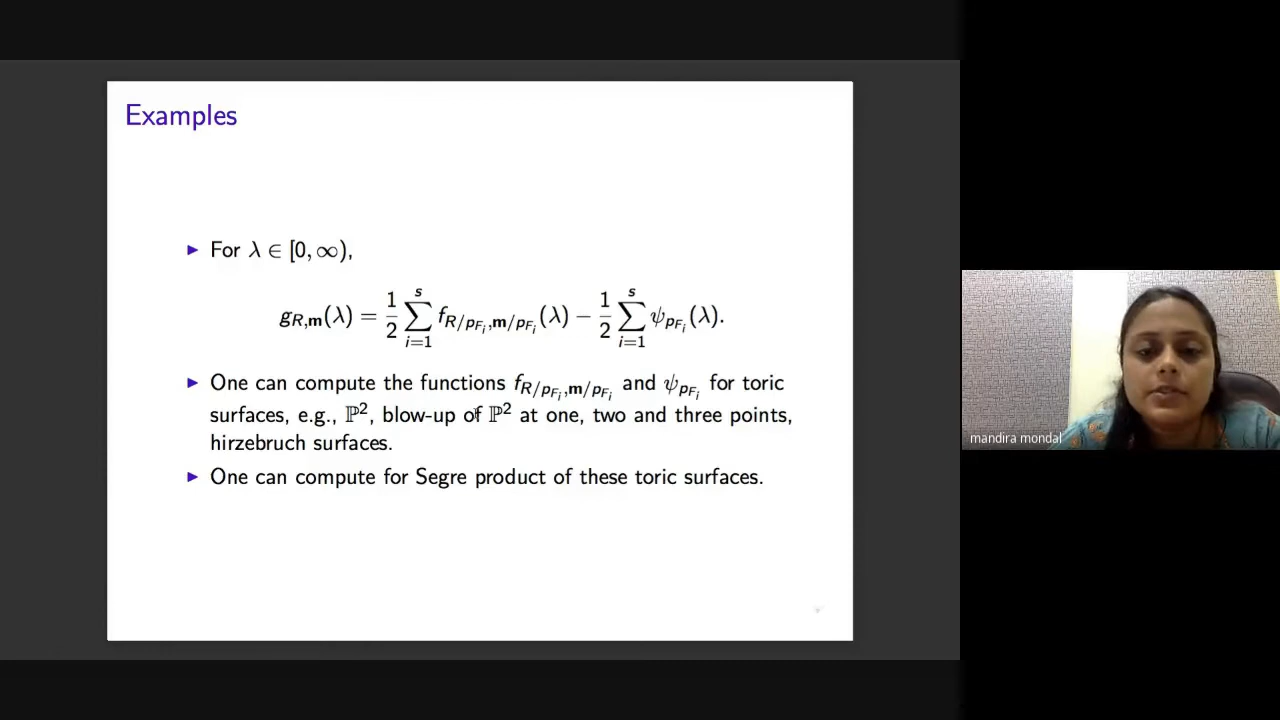 Examples
▶ For λ ∈ [0, ∞),
g_{R,m}(λ) = 1/2 ∑_{i=1}^{s} f_{R/p_{F_i},m/p_{F_i}}(λ) − 1/2 ∑_{i=1}^{s} ψ_{p_{F_i}}(λ).
▶ One can compute the functions f_{R/p_{F_i},m/p_{F_i}} and ψ_{p_{F_i}} for toric
surfaces, e.g., ℙ², blow-up of ℙ² at one, two and three points,
hirzebruch surfaces.
▶ One can compute for Segre product of these toric surfaces.
mandira mondal